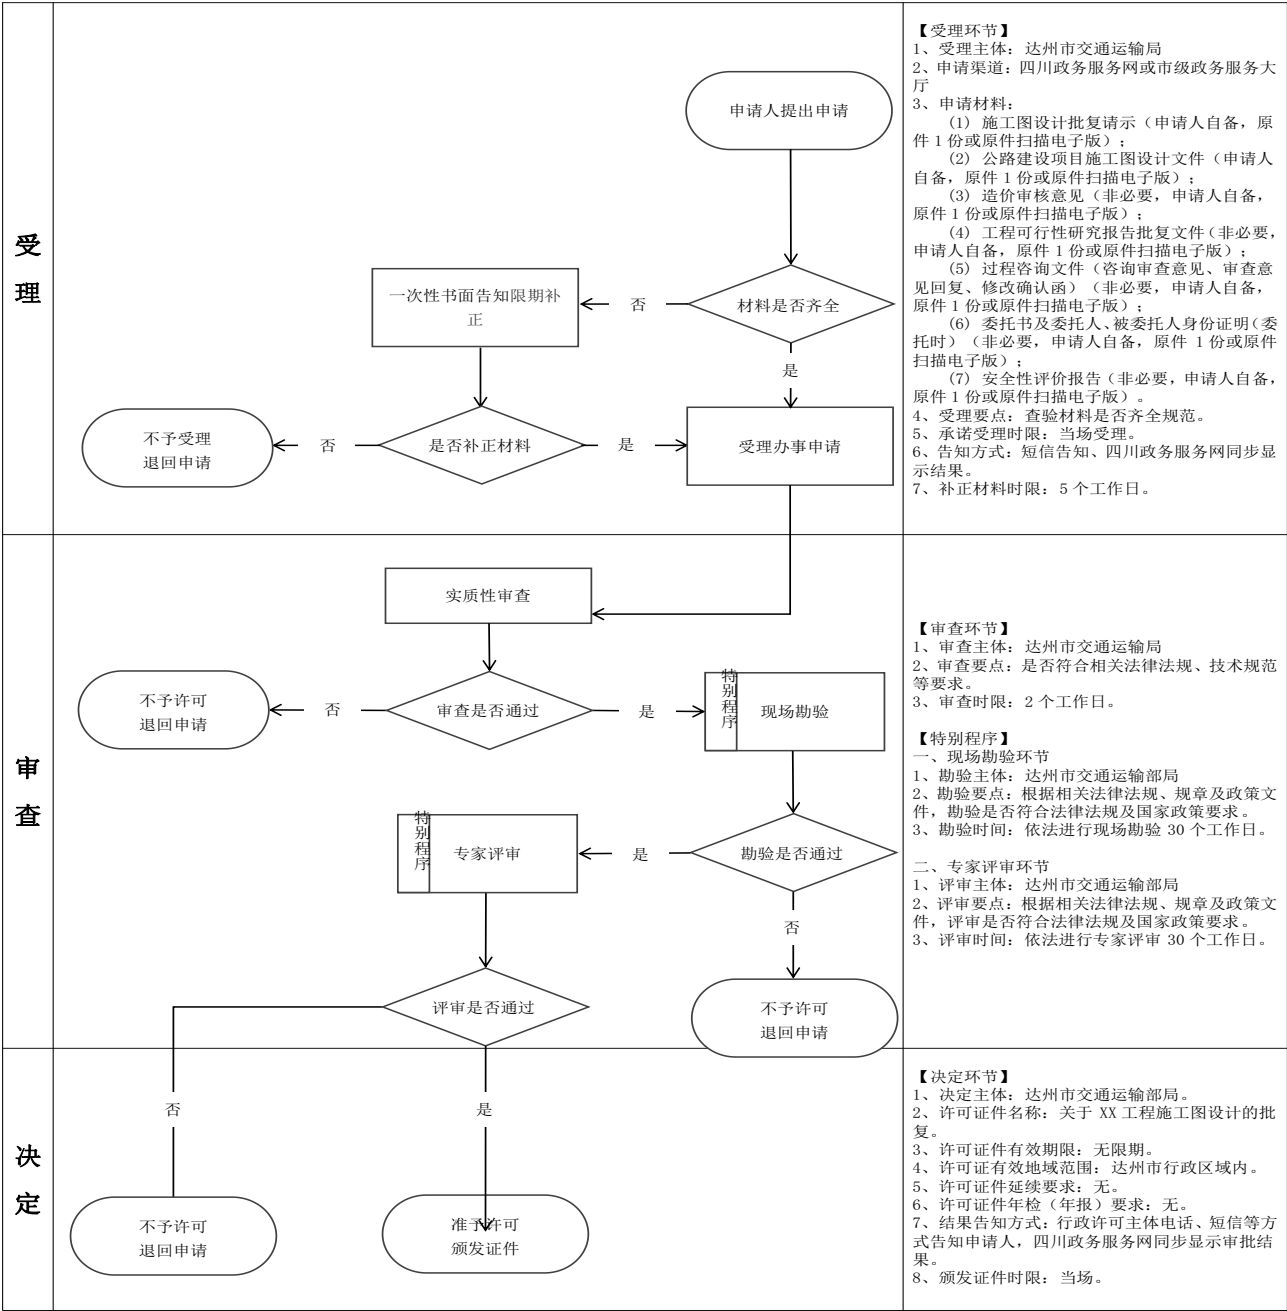 受
理
申请人提出申请
材料是否齐全
否
一次性书面告知限期补
正
是
是否补正材料
否
不予受理
退回申请
是
受理办事申请
【受理环节】
1、受理主体：达州市交通运输局
2、申请渠道：四川政务服务网或市级政务服务大
厅
3、申请材料：
(1) 施工图设计批复请示（申请人自备，原
件 1 份或原件扫描电子版）；
(2) 公路建设项目施工图设计文件（申请人
自备，原件 1 份或原件扫描电子版）；
(3) 造价审核意见（非必要，申请人自备，
原件 1 份或原件扫描电子版）；
(4) 工程可行性研究报告批复文件（非必要，
申请人自备，原件 1 份或原件扫描电子版）；
(5) 过程咨询文件（咨询审查意见、审查意
见回复、修改确认函）（非必要，申请人自备，
原件 1 份或原件扫描电子版）；
(6) 委托书及委托人、被委托人身份证明（委
托时）（非必要，申请人自备，原件 1 份或原件
扫描电子版）；
(7) 安全性评价报告（非必要，申请人自备，
原件 1 份或原件扫描电子版）。
4、受理要点：查验材料是否齐全规范。
5、承诺受理时限：当场受理。
6、告知方式：短信告知、四川政务服务网同步显
示结果。
7、补正材料时限：5 个工作日。
审
查
实质性审查
审查是否通过
否
不予许可
退回申请
是
特别程序
现场勘验
勘验是否通过
是
特别程序
专家评审
否
不予许可
退回申请
评审是否通过
【审查环节】
1、审查主体：达州市交通运输局
2、审查要点：是否符合相关法律法规、技术规范
等要求。
3、审查时限：2 个工作日。
【特别程序】
一、现场勘验环节
1、勘验主体：达州市交通运输部局
2、勘验要点：根据相关法律法规、规章及政策文
件，勘验是否符合法律法规及国家政策要求。
3、勘验时间：依法进行现场勘验 30 个工作日。
二、专家评审环节
1、评审主体：达州市交通运输部局
2、评审要点：根据相关法律法规、规章及政策文
件，评审是否符合法律法规及国家政策要求。
3、评审时间：依法进行专家评审 30 个工作日。
决
定
否
是
不予许可
退回申请
准予许可
颁发证件
【决定环节】
1、决定主体：达州市交通运输部局。
2、许可证件名称：关于 XX 工程施工图设计的批
复。
3、许可证件有效期限：无限期。
4、许可证有效地域范围：达州市行政区域内。
5、许可证件延续要求：无。
6、许可证件年检（年报）要求：无。
7、结果告知方式：行政许可主体电话、短信等方
式告知申请人，四川政务服务网同步显示审批结
果。
8、颁发证件时限：当场。